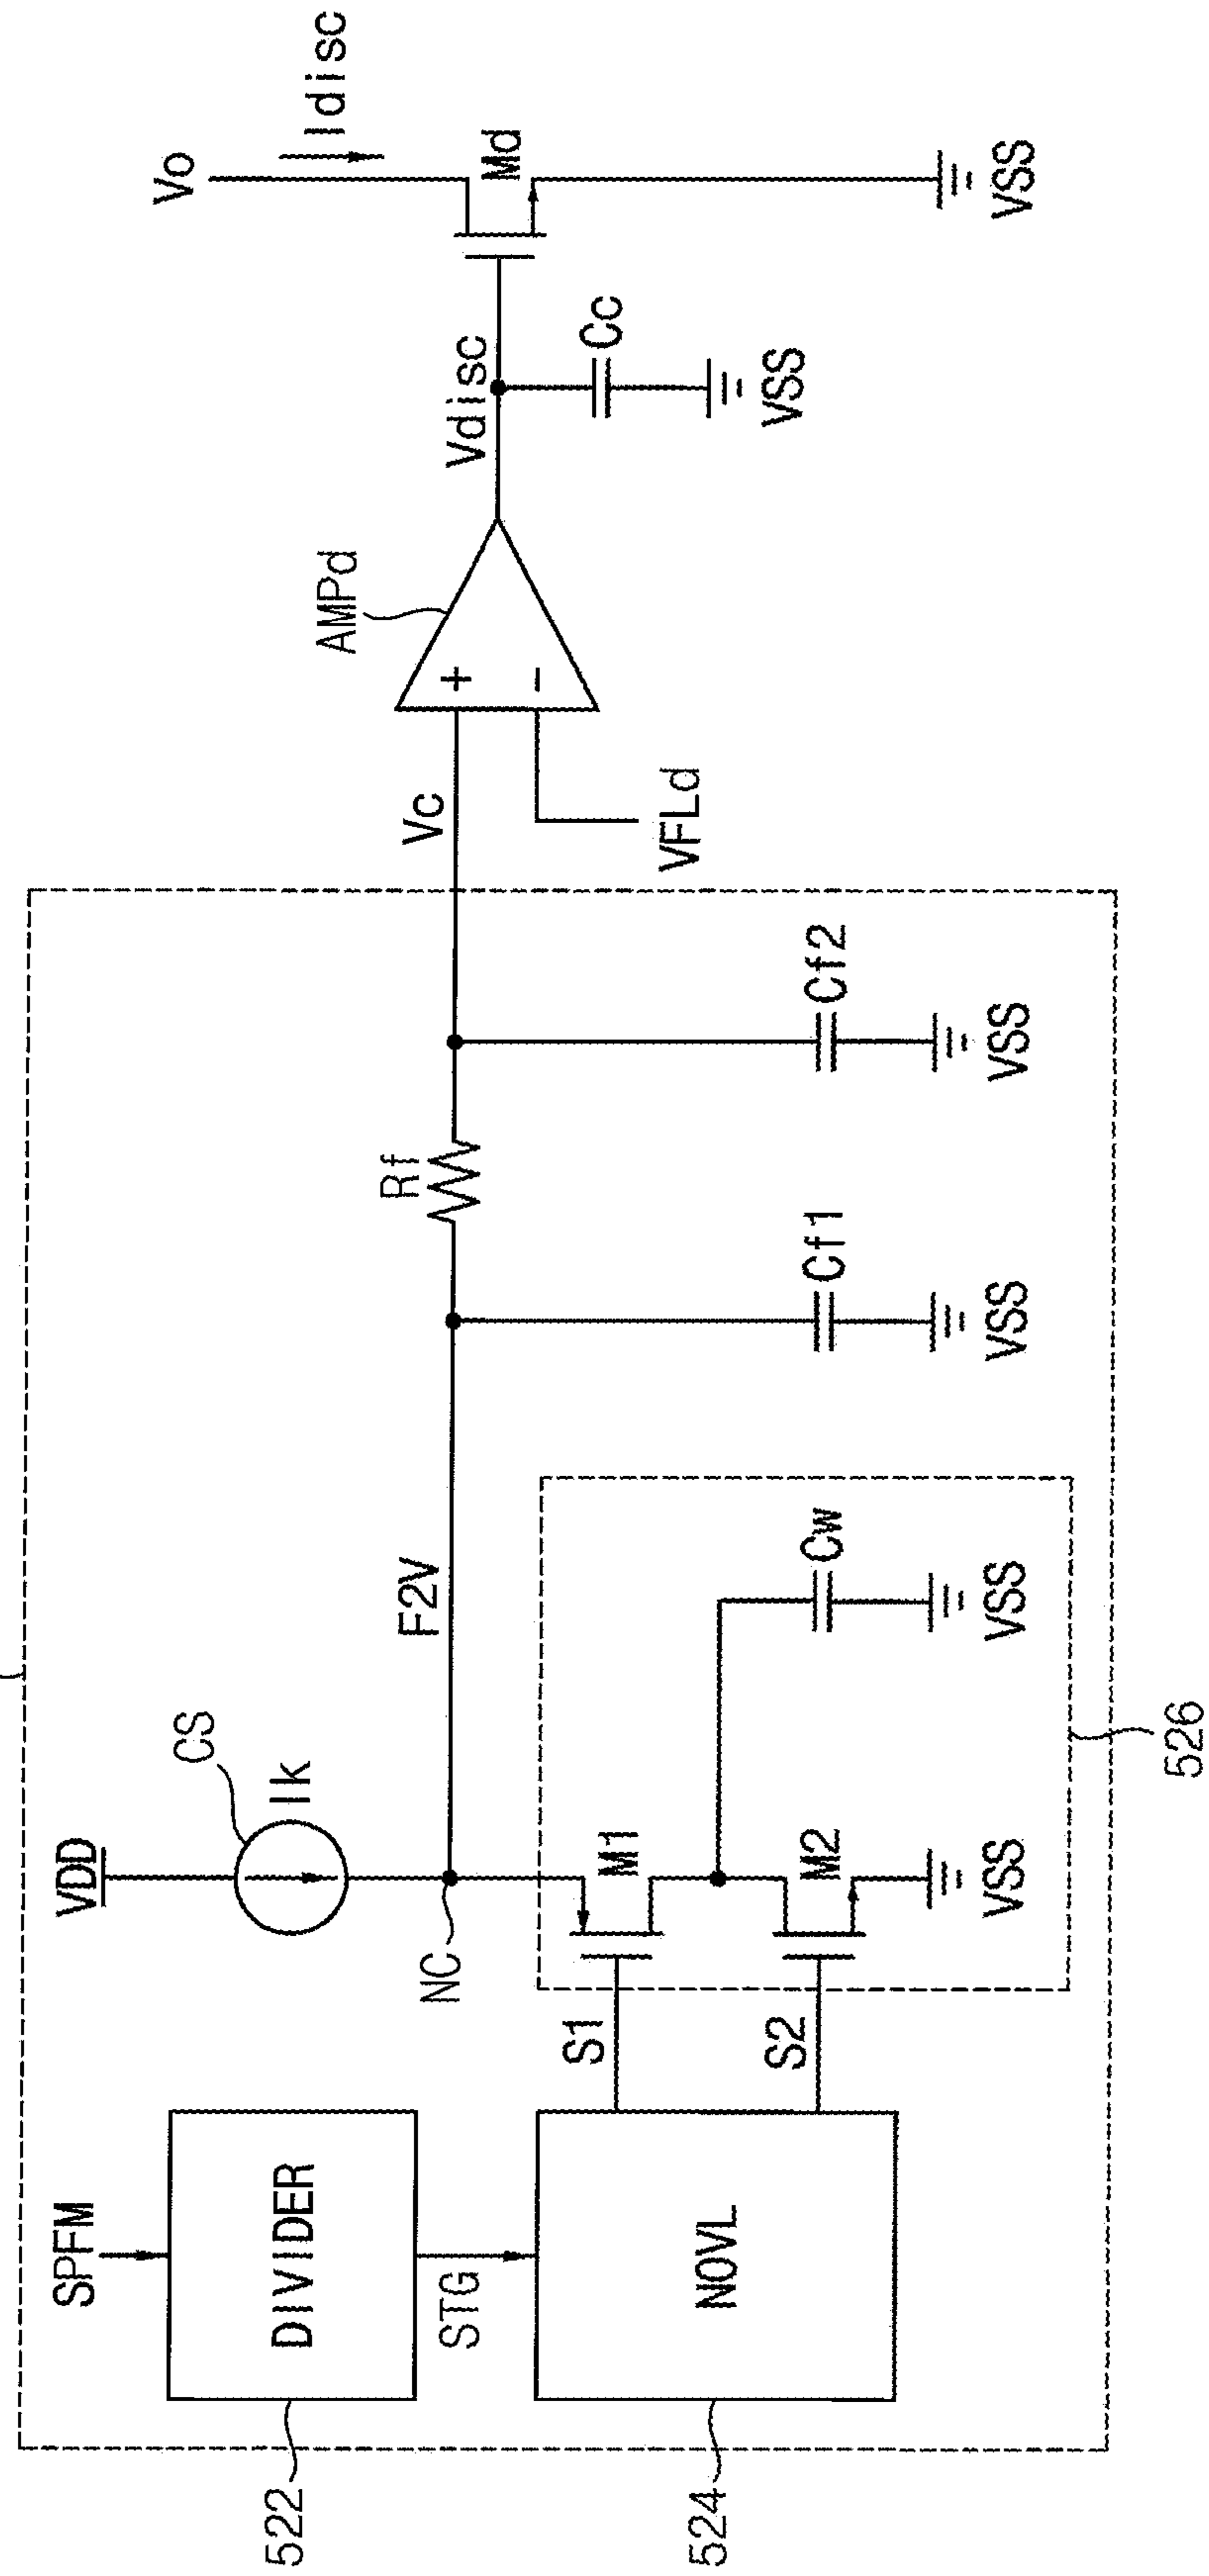 522
SPFM
DIVIDER
STG
524
NOVL
VDD
CS
Ik
NC
F2V
S1
S2
M1
M2
VSS
Cw
VSS
526
Cf1
VSS
Rf
Cf2
VSS
Vc
VFLd
AMPd
+
-
Vdisc
Cc
VSS
Vo
Idisc
Md
VSS